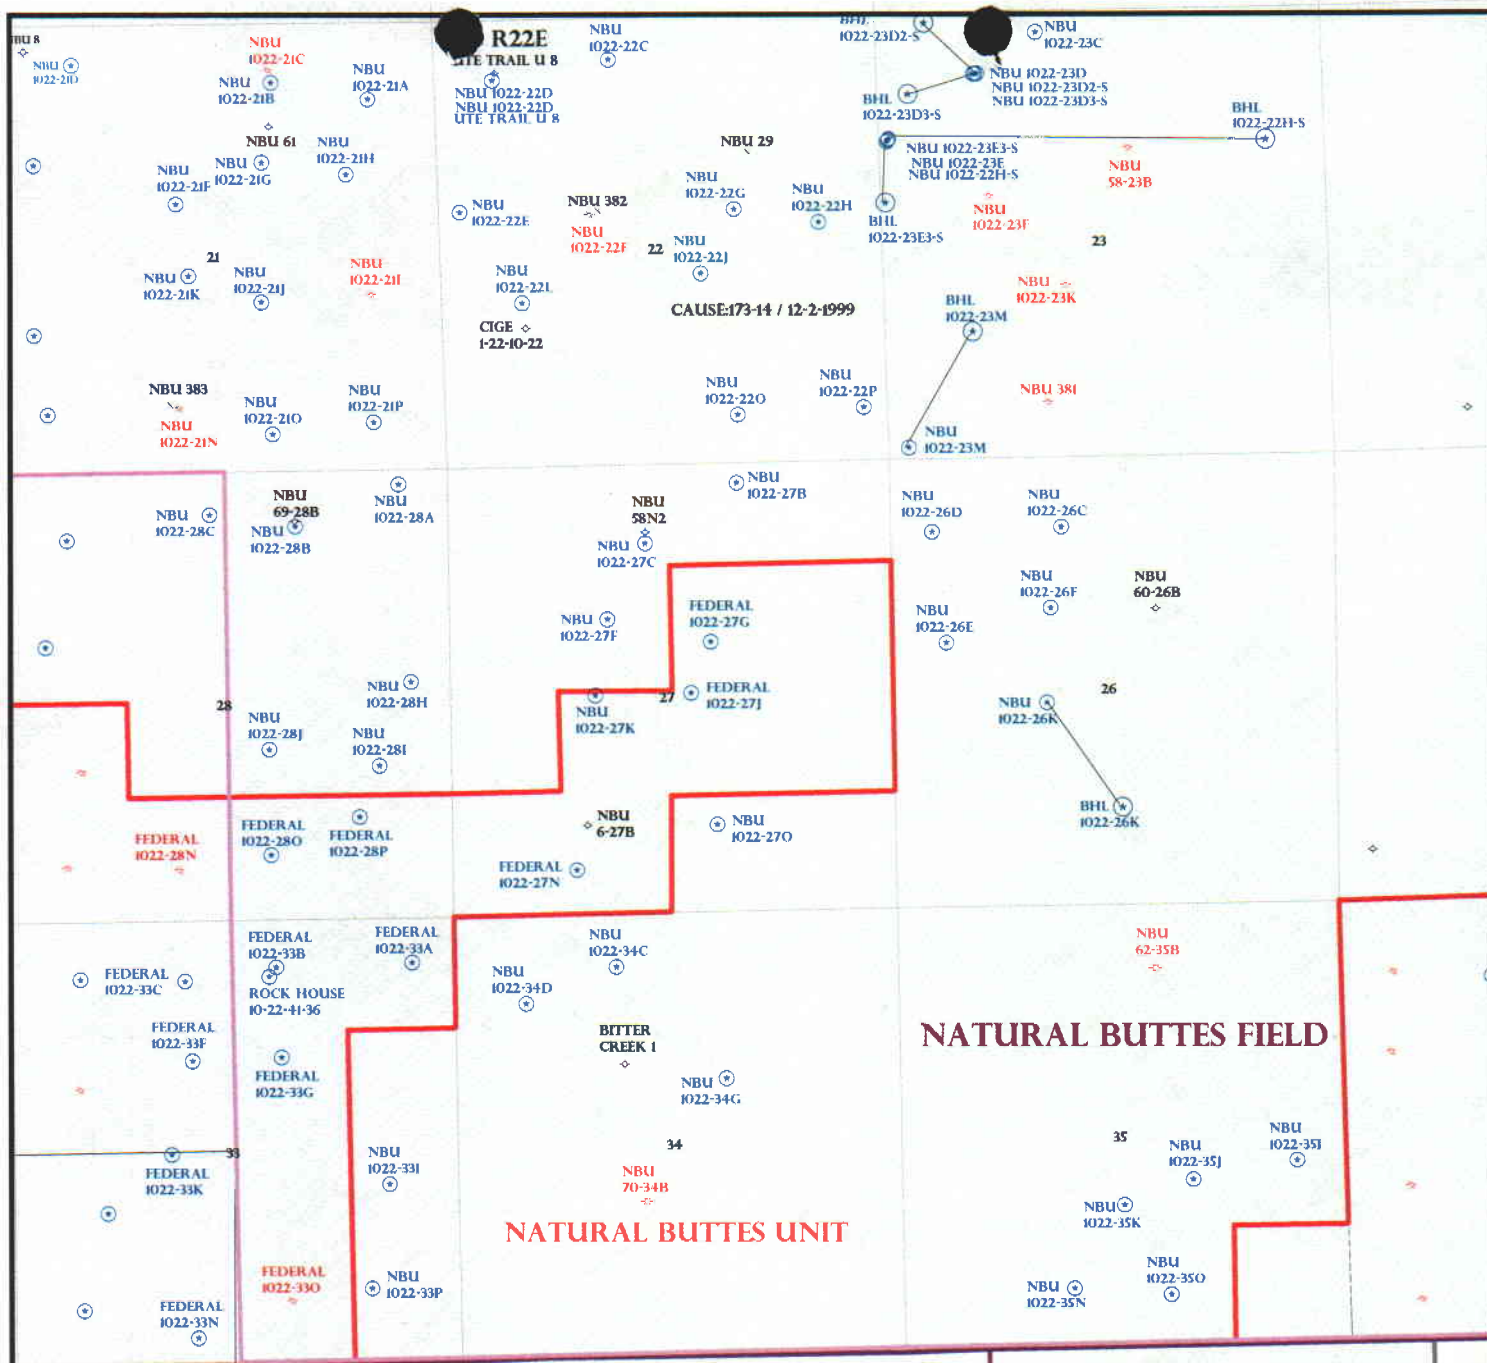 NBU 8
NBU
1022-21D
NBU
1022-21C
NBU
1022-21B
NBU
1022-21A
R22E
UTE TRAIL U 8
NBU 1022-22D
NBU 1022-22D
UTE TRAIL U 8
NBU
1022-22C
BHL
1022-23D2-S
NBU
1022-23C
NBU 1022-23D
NBU 1022-23D2-S
NBU 1022-23D3-S
BHL
1022-23D3-S
BHL
1022-22H-S
NBU 61
NBU
1022-21H
NBU
1022-21G
NBU
1022-21F
NBU 29
NBU 1022-23E3-S
NBU 1022-23E
NBU 1022-22H-S
NBU
58-23B
NBU
1022-22E
NBU 382
NBU
1022-22F
NBU
1022-22G
NBU
1022-22H
BHL
1022-23E3-S
NBU
1022-23F
21
22
23
NBU
1022-21K
NBU
1022-21J
NBU
1022-21I
NBU
1022-22L
NBU
1022-22J
NBU
1022-23K
CAUSE:173-14 / 12-2-1999
BHL
1022-23M
CIGE
1-22-10-22
NBU 383
NBU
1022-21N
NBU
1022-21O
NBU
1022-21P
NBU
1022-22O
NBU
1022-22P
NBU 381
NBU
1022-23M
NBU
1022-28C
NBU
69-28B
NBU
1022-28B
NBU
1022-28A
NBU
58N2
NBU
1022-27C
NBU
1022-27B
NBU
1022-26D
NBU
1022-26C
NBU
1022-27F
FEDERAL
1022-27G
NBU
1022-26E
NBU
1022-26F
NBU
60-26B
28
NBU
1022-28H
NBU
1022-28J
NBU
1022-28I
NBU
1022-27K
27
FEDERAL
1022-27J
NBU
1022-26K
26
BHL
1022-26K
FEDERAL
1022-28N
FEDERAL
1022-28O
FEDERAL
1022-28P
NBU
6-27B
FEDERAL
1022-27N
NBU
1022-27O
FEDERAL
1022-33B
FEDERAL
1022-33A
FEDERAL
1022-33C
ROCK HOUSE
10-22-41-36
NBU
1022-34D
NBU
1022-34C
NBU
62-35B
FEDERAL
1022-33F
FEDERAL
1022-33G
BITTER
CREEK 1
NBU
1022-34G
NATURAL BUTTES FIELD
33
FEDERAL
1022-33K
NBU
1022-33I
34
NBU
70-34B
35
NBU
1022-35J
NBU
1022-35I
NBU
1022-35K
NATURAL BUTTES UNIT
FEDERAL
1022-33O
NBU
1022-33P
FEDERAL
1022-33N
NBU
1022-35N
NBU
1022-35O